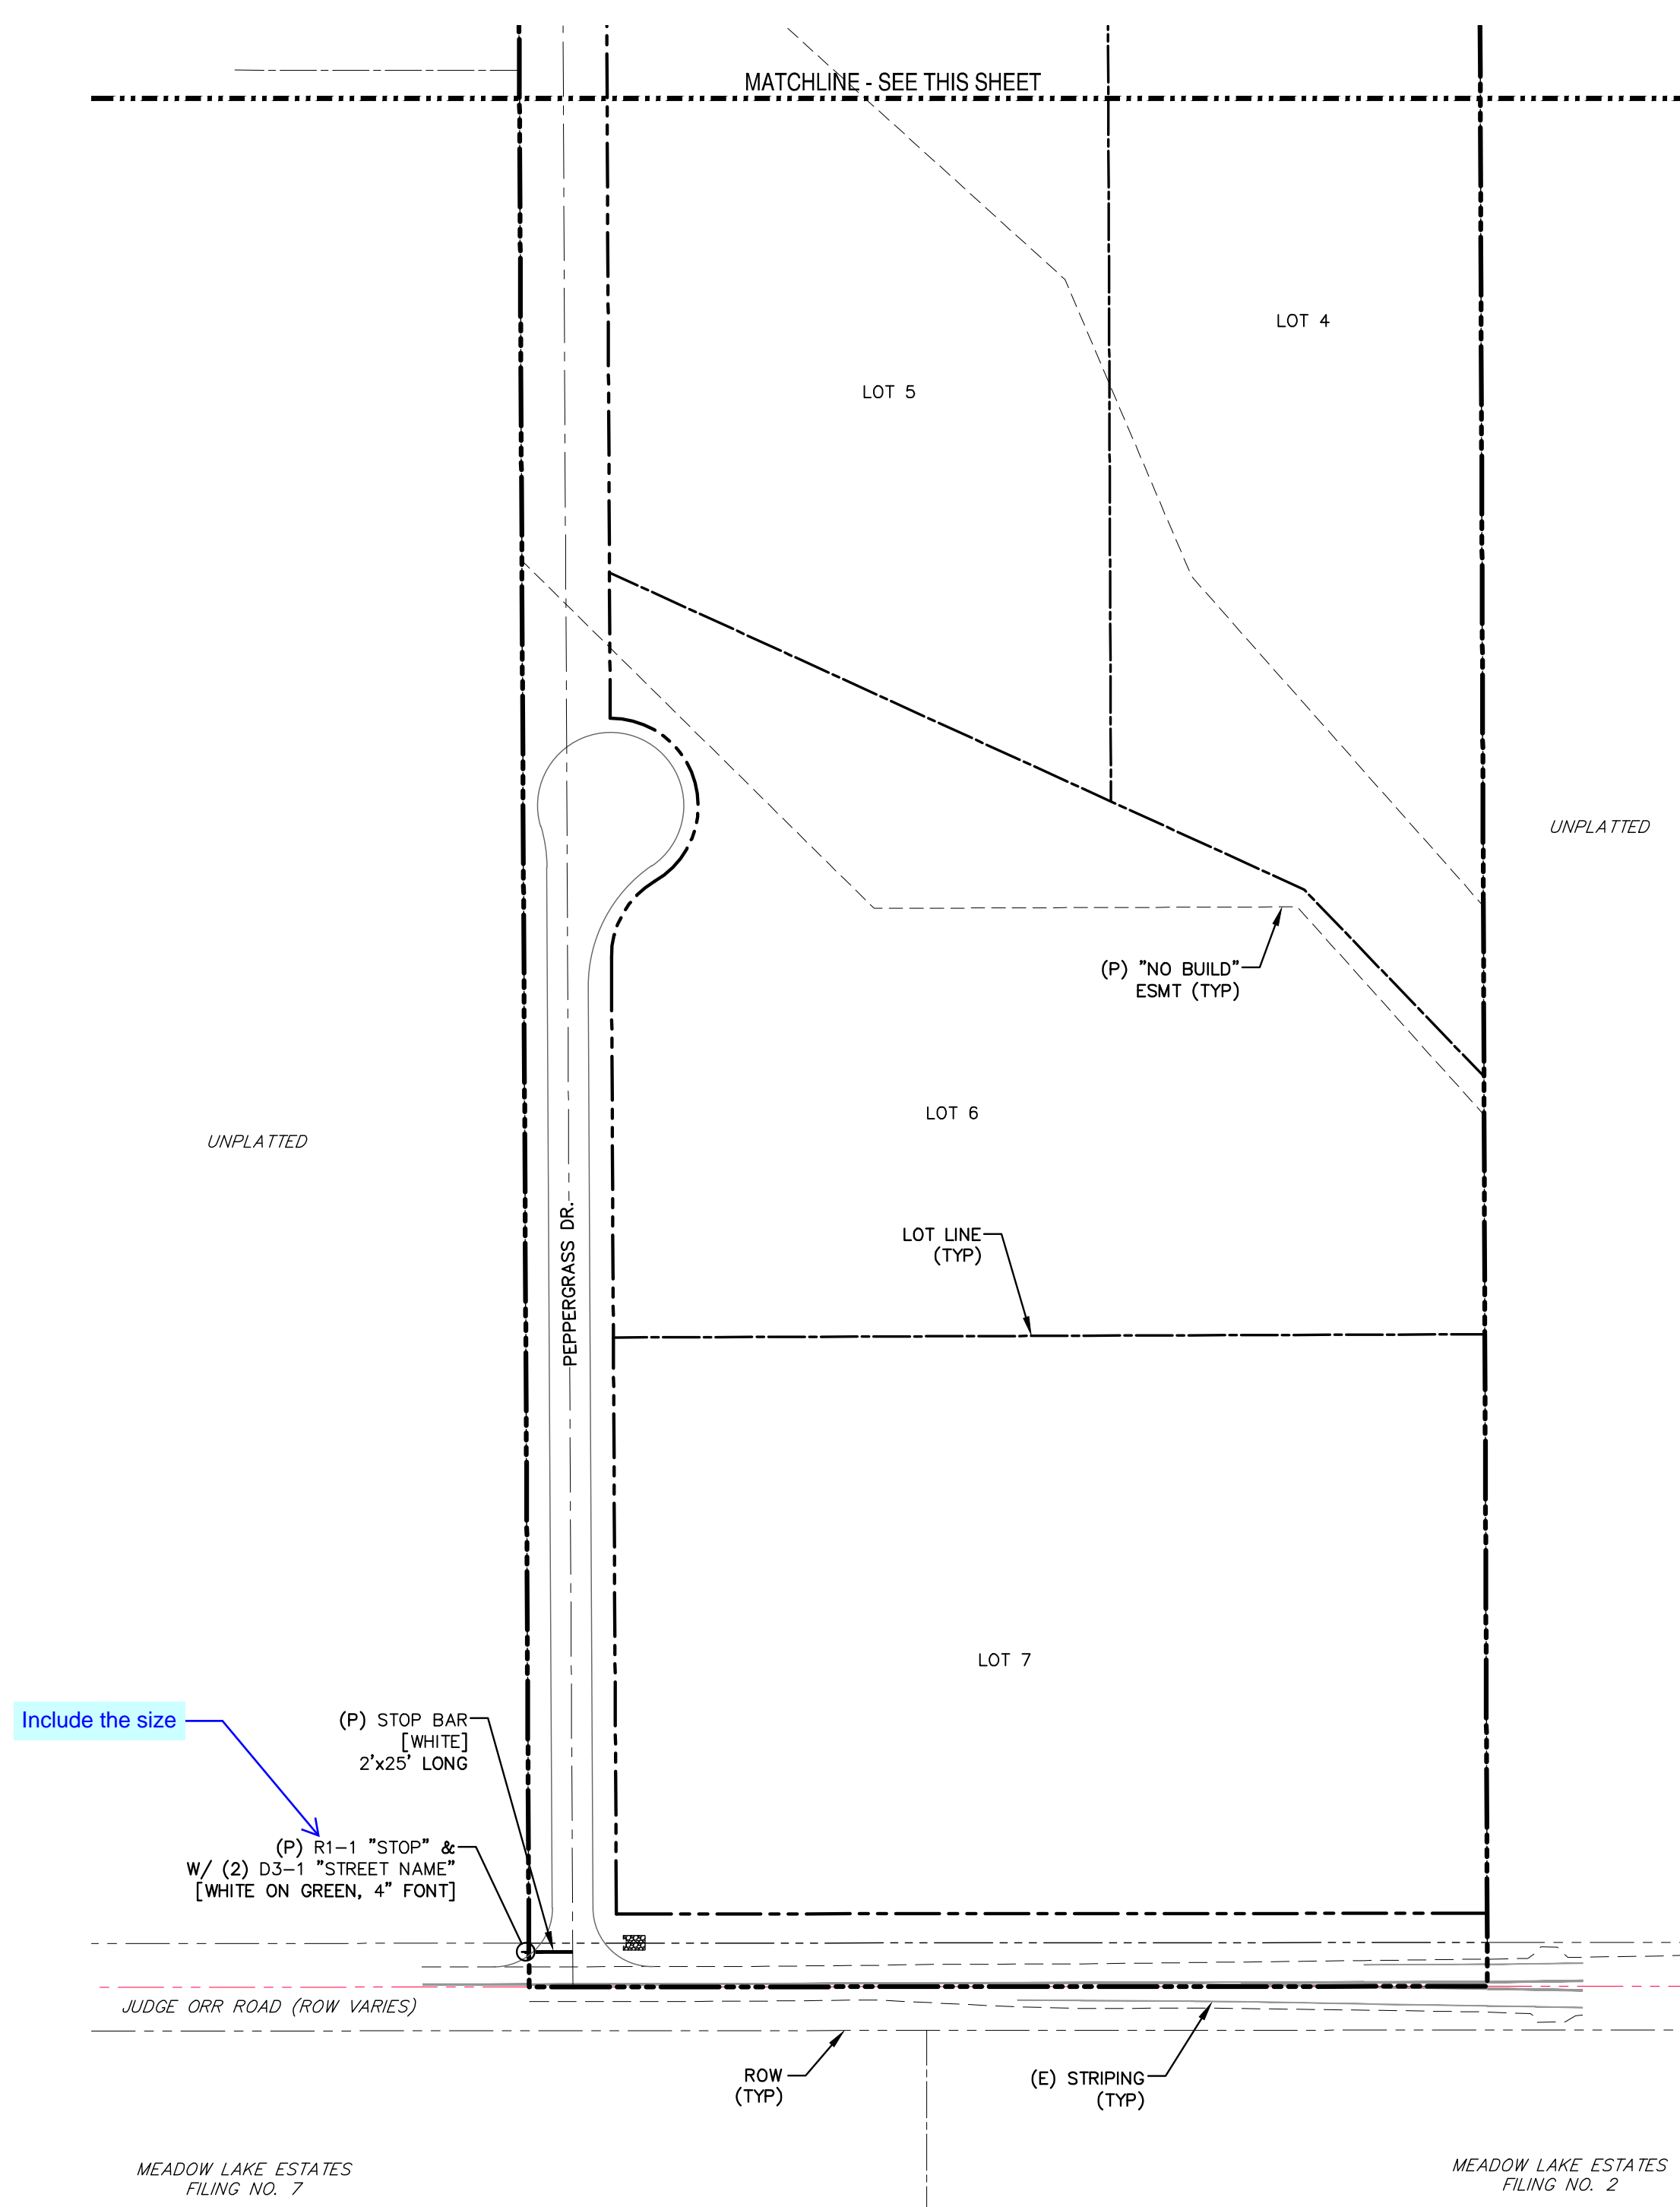 MATCHLINE - SEE THIS SHEET
LOT 4
LOT 5
UNPLATTED
(P) "NO BUILD"
ESMT (TYP)
LOT 6
UNPLATTED
PEPPERGRASS DR.
LOT LINE
(TYP)
LOT 7
Include the size
(P) STOP BAR
[WHITE]
2'x25' LONG
(P) R1-1 "STOP" &
W/ (2) D3-1 "STREET NAME"
[WHITE ON GREEN, 4" FONT]
JUDGE ORR ROAD (ROW VARIES)
ROW
(TYP)
(E) STRIPING
(TYP)
MEADOW LAKE ESTATES
FILING NO. 7
MEADOW LAKE ESTATES
FILING NO. 2